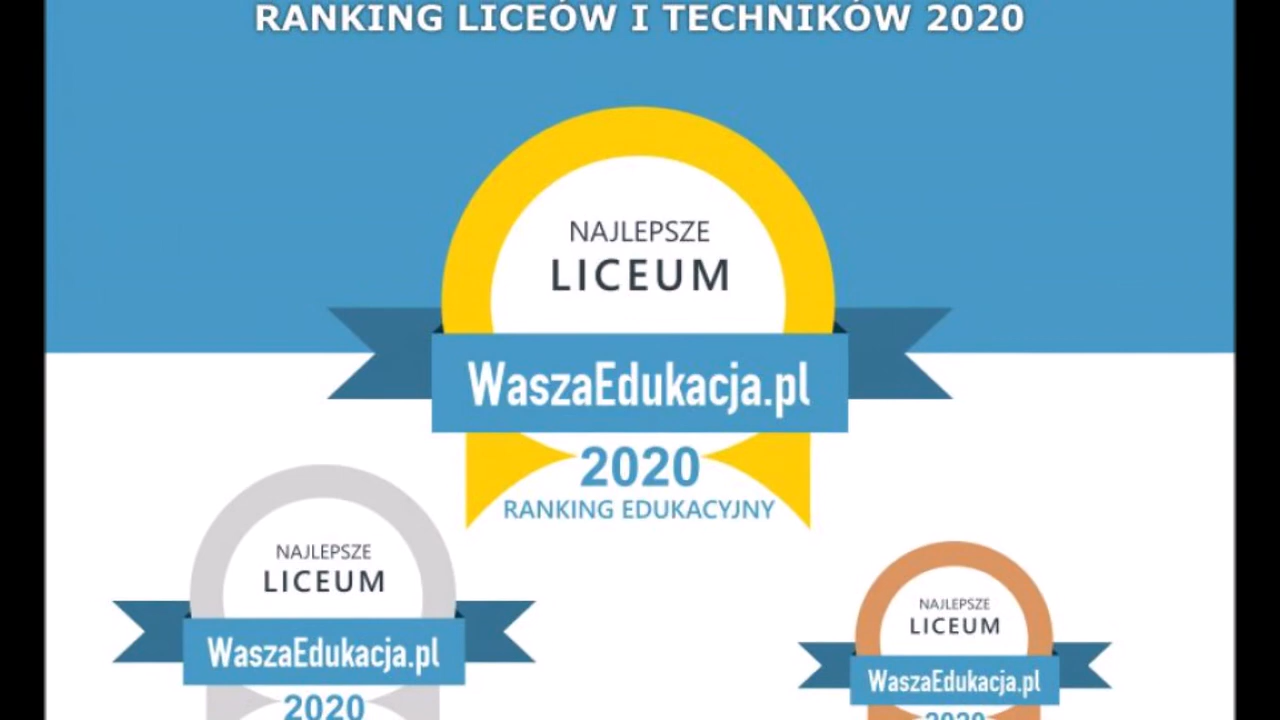 RANKING LICEÓW I TECHNIKÓW 2020
NAJLEPSZE
LICEUM
WaszaEdukacja.pl
2020
RANKING EDUKACYJNY
NAJLEPSZE
LICEUM
WaszaEdukacja.pl
2020
NAJLEPSZE
LICEUM
WaszaEdukacja.pl
2020